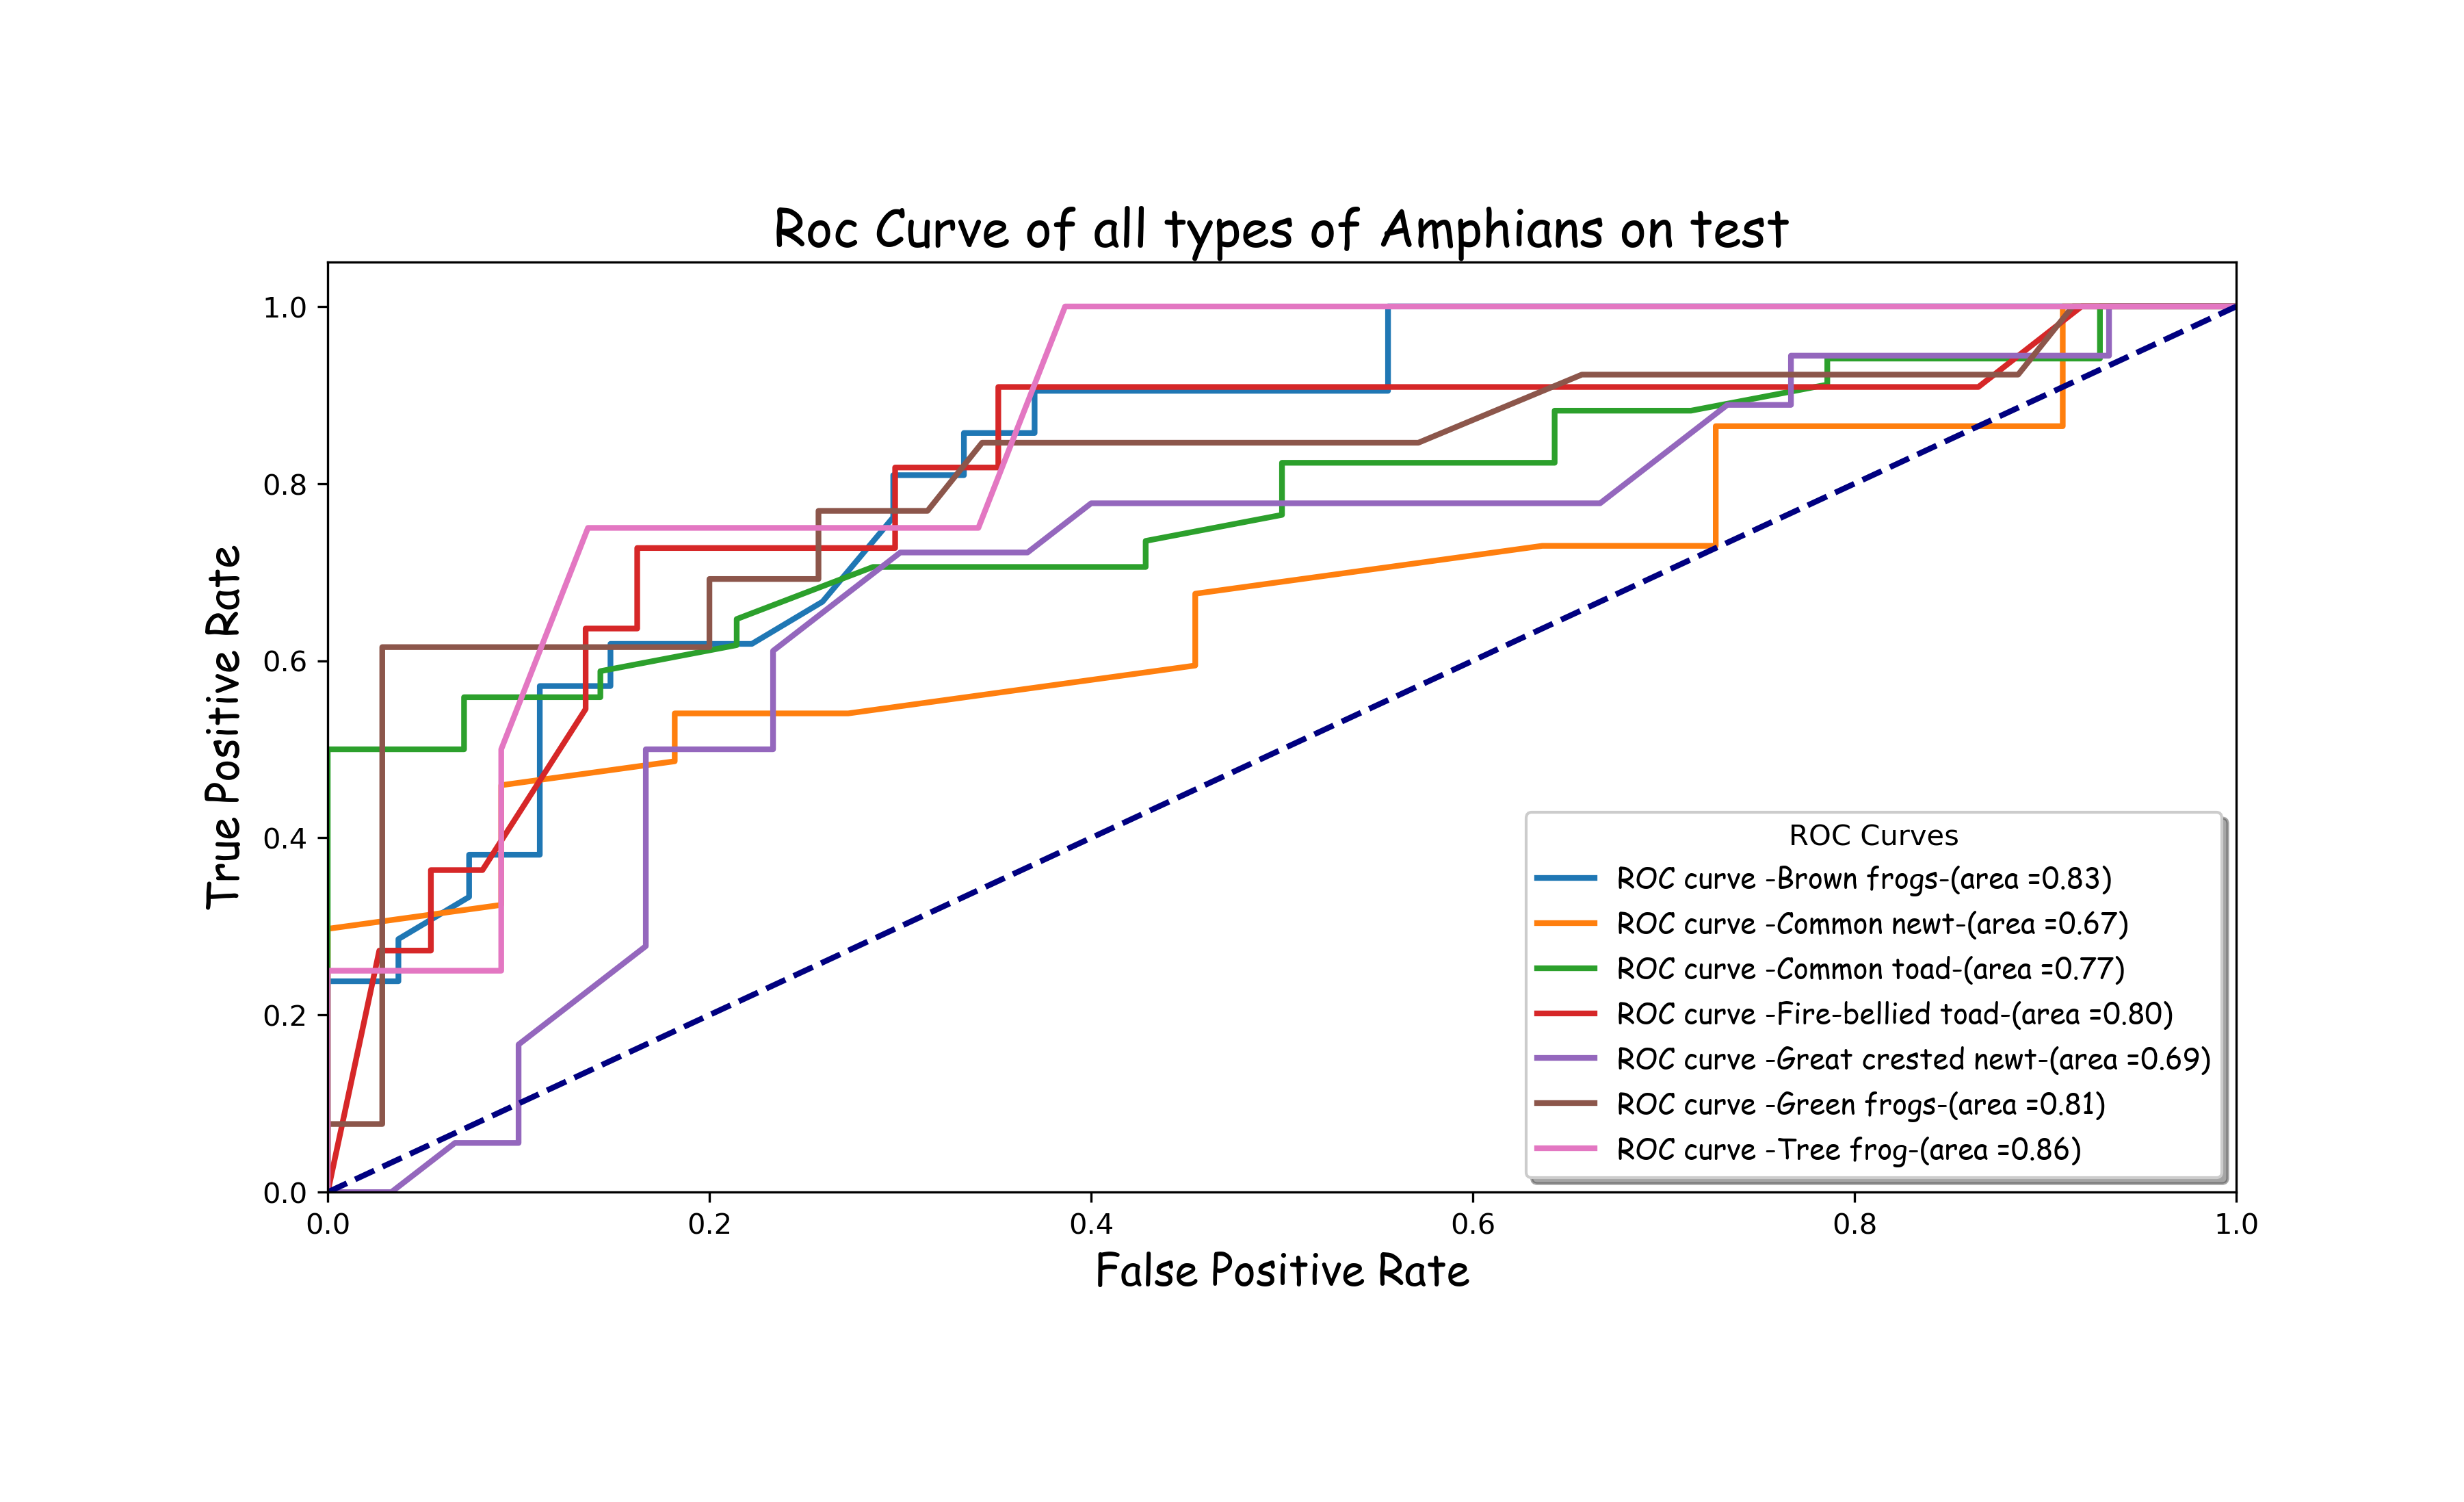 Roc Curve of all types of Amphians on test
True Positive Rate
1.0
0.8
0.6
0.4
0.2
0.0
0.0 0.2 0.4 0.6 0.8 1.0
False Positive Rate
ROC Curves
ROC curve -Brown frogs-(area =0.83)
ROC curve -Common newt-(area =0.67)
ROC curve -Common toad-(area =0.77)
ROC curve -Fire-bellied toad-(area =0.80)
ROC curve -Great crested newt-(area =0.69)
ROC curve -Green frogs-(area =0.81)
ROC curve -Tree frog-(area =0.86)